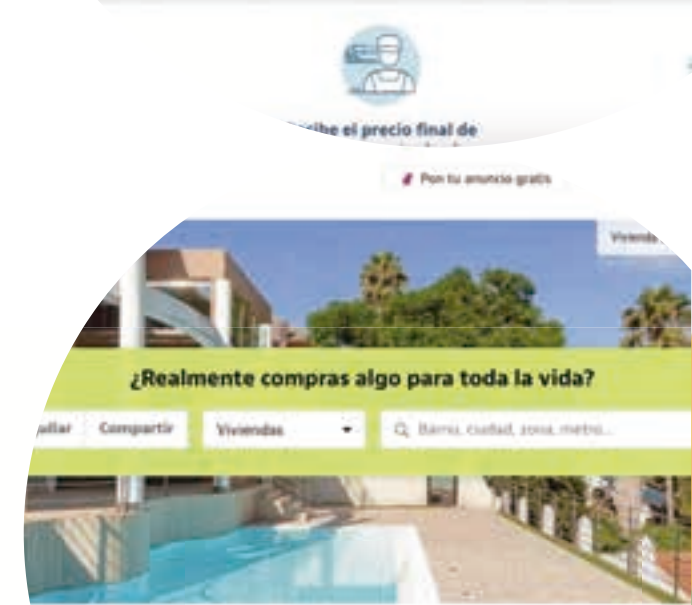 el precio final de
Pon tu anuncio gratis
Vivienda
¿Realmente compras algo para toda la vida?
Compartir Viviendas Barrio, ciudad, zona, metro...